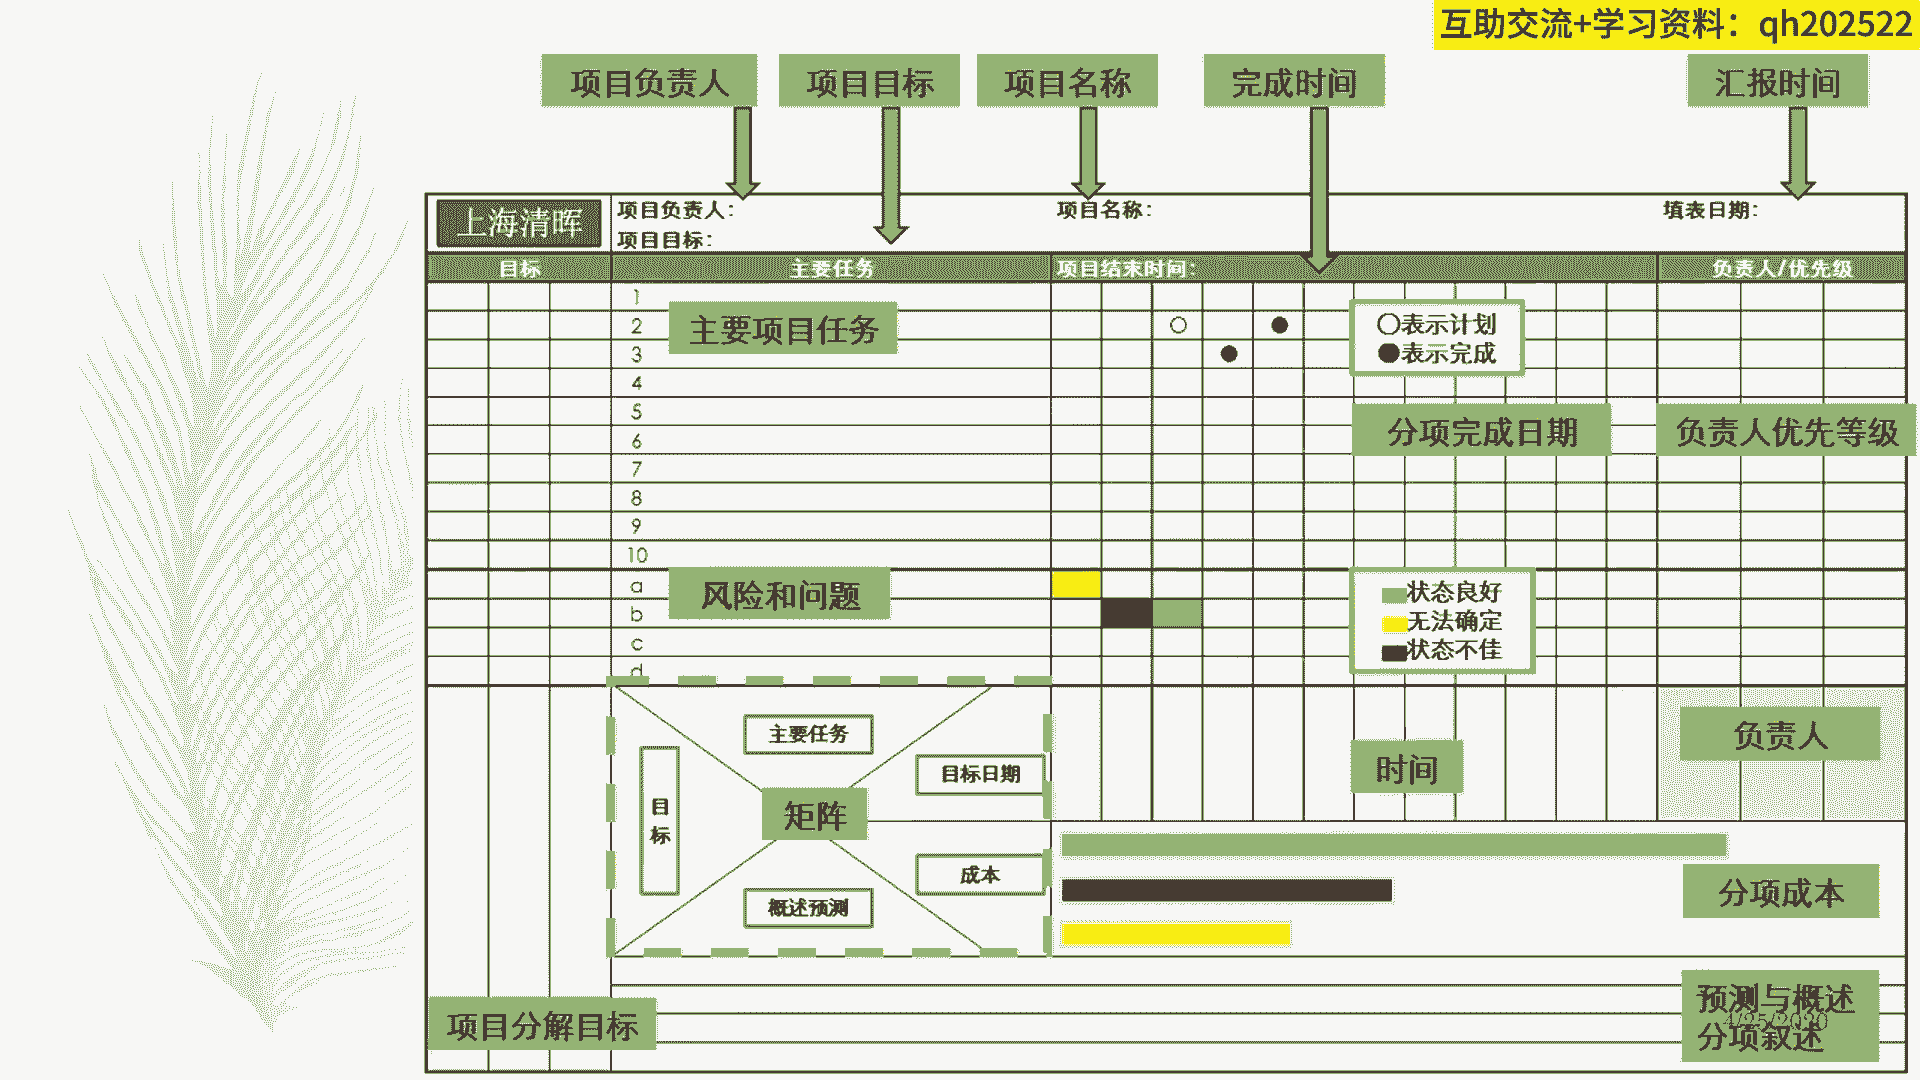 互助交流+学习资料：qh202522
项目负责人
项目目标
项目名称
完成时间
汇报时间
上海清晖
项目负责人：
项目名称：
填表日期：
项目目标：
目标
主要任务
项目结束时间：
负责人/优先级
1
2
3
4
5
6
7
8
9
10
a
b
c
d
主要项目任务
○表示计划
●表示完成
分项完成日期
负责人优先等级
风险和问题
状态良好
无法确定
状态不佳
主要任务
目标日期
目标
矩阵
成本
概述预测
时间
负责人
分项成本
项目分解目标
预测与概述
4/25/2020
分项叙述